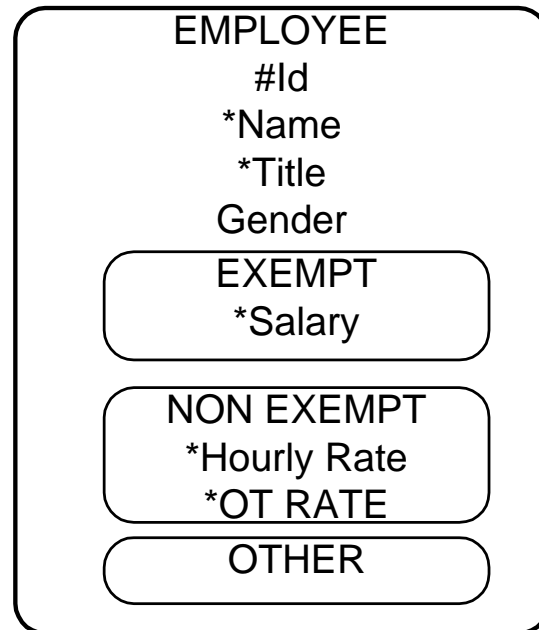 EMPLOYEE
#Id
*Name
*Title
Gender
EXEMPT
*Salary
NON EXEMPT
*Hourly Rate
*OT RATE
OTHER